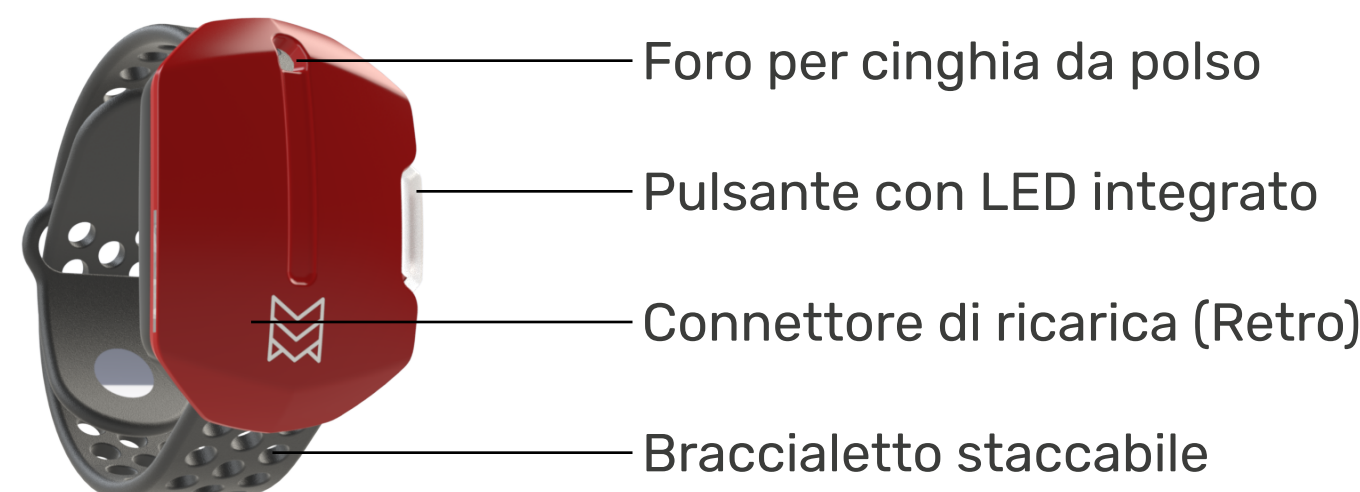 Foro per cinghia da polso
Pulsante con LED integrato
Connettore di ricarica (Retro)
Braccialetto staccabile